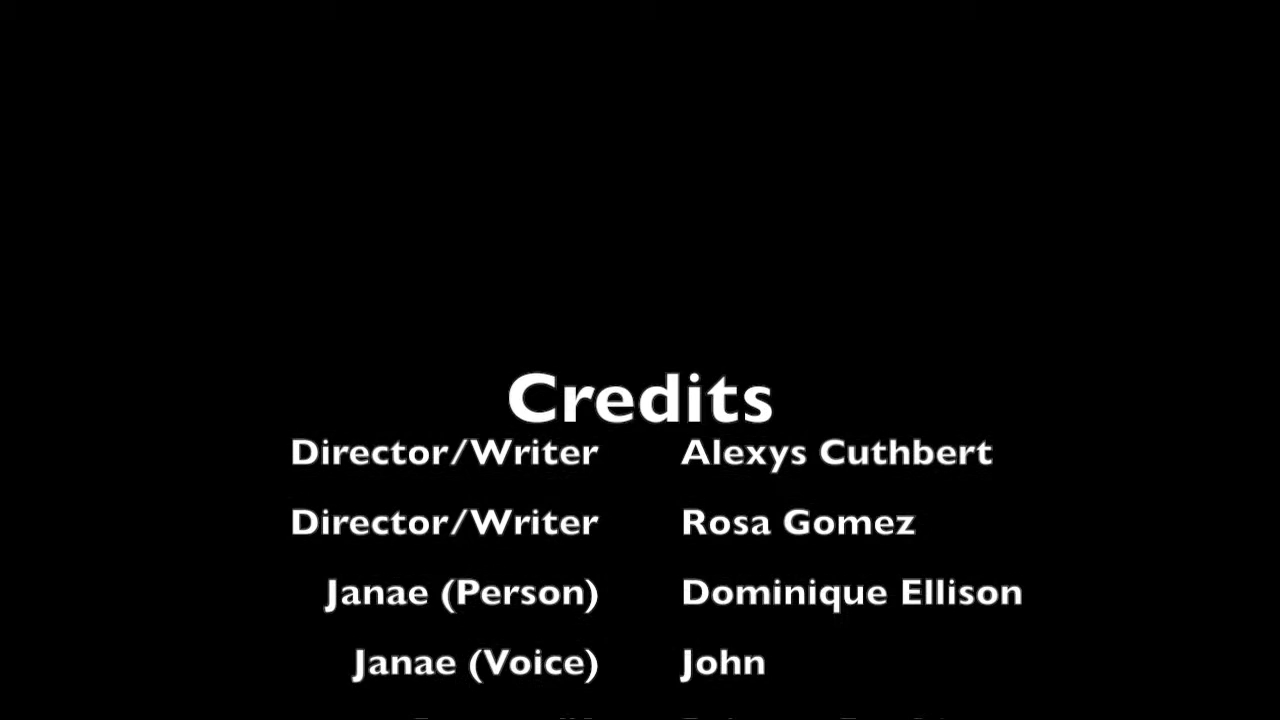 Credits
Director/Writer Alexys Cuthbert
Director/Writer Rosa Gomez
Janae (Person) Dominique Ellison
Janae (Voice) John